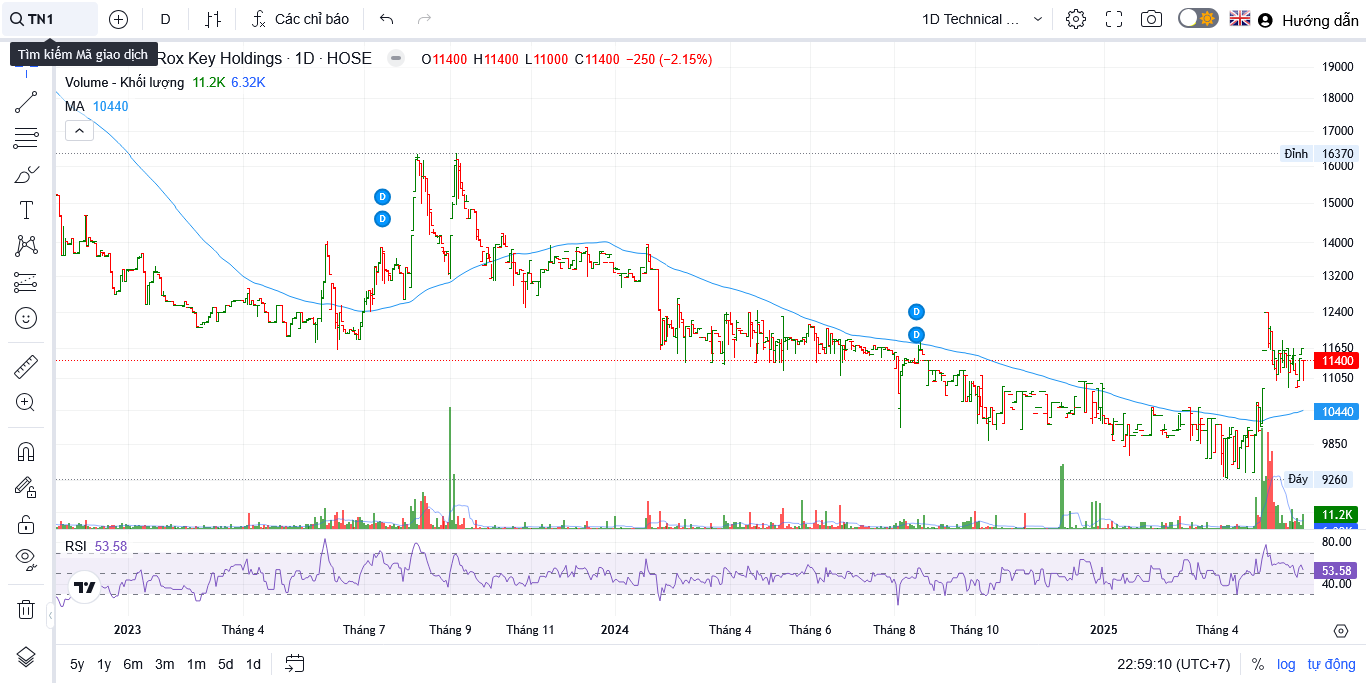 TN1 D Các chỉ báo 1D Technical ... Hướng dẫn
Tìm kiếm Mã giao dịch
Rox Key Holdings · 1D · HOSE O11400 H11400 L11000 C11400 −250 (−2.15%)
Volume - Khối lượng 11.2K 6.32K
MA 10440
19000
18000
17000
Đỉnh 16370
16000
15000
14000
13200
12400
11650
11400
11050
10440
9850
Đáy 9260
11.2K
D
D
D
D
RSI 53.58
80.00
53.58
40.00
2023 Tháng 4 Tháng 7 Tháng 9 Tháng 11 2024 Tháng 4 Tháng 6 Tháng 8 Tháng 10 2025 Tháng 4
5y 1y 6m 3m 1m 5d 1d 22:59:10 (UTC+7) % log tự động